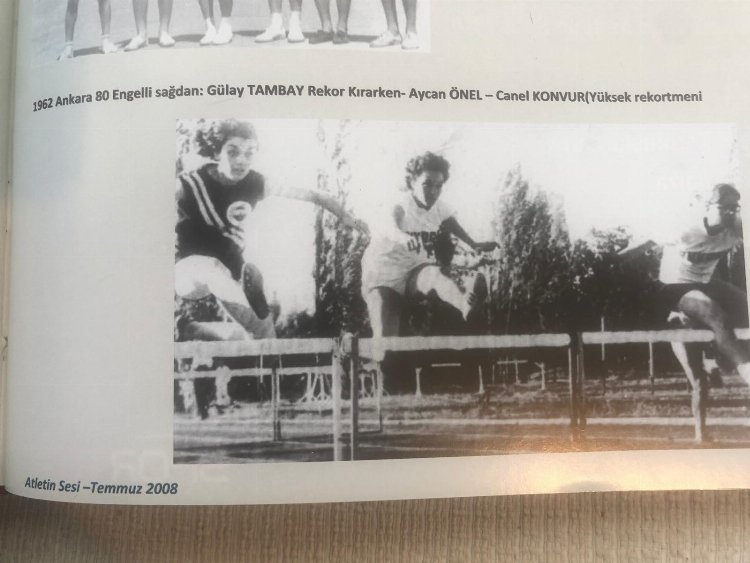 1962 Ankara 80 Engelli sağdan: Gülay TAMBAY Rekor Kırarken- Aycan ÖNEL – Canel KONVUR(Yüksek rekortmeni
Atletin Sesi –Temmuz 2008